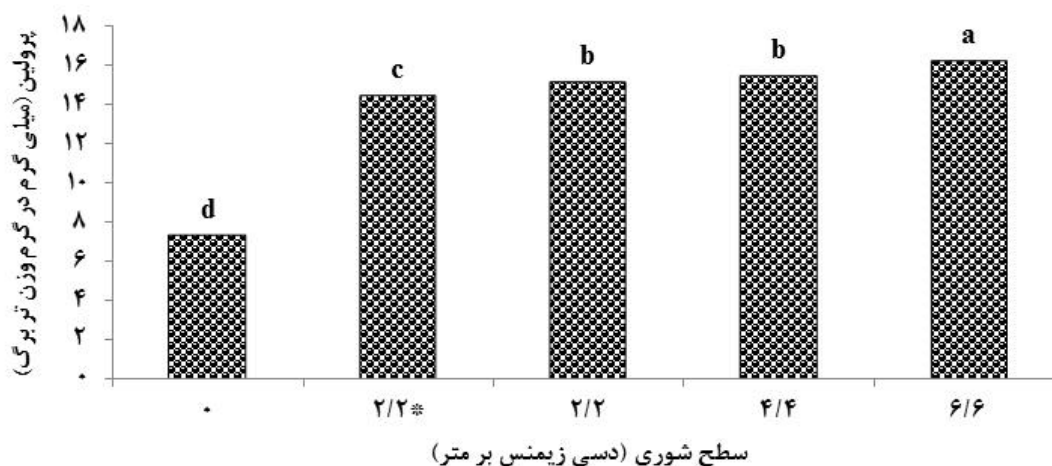 پرولین (میلی گرم در گرم وزن تر برگ)
۱۸
۱۶
۱۴
۱۲
۱۰
۸
۶
۴
۲
۰
d
c
b
b
a
۰ ۲/۲* ۲/۲ ۴/۴ ۶/۶
سطح شوری (دسی زیمنس بر متر)